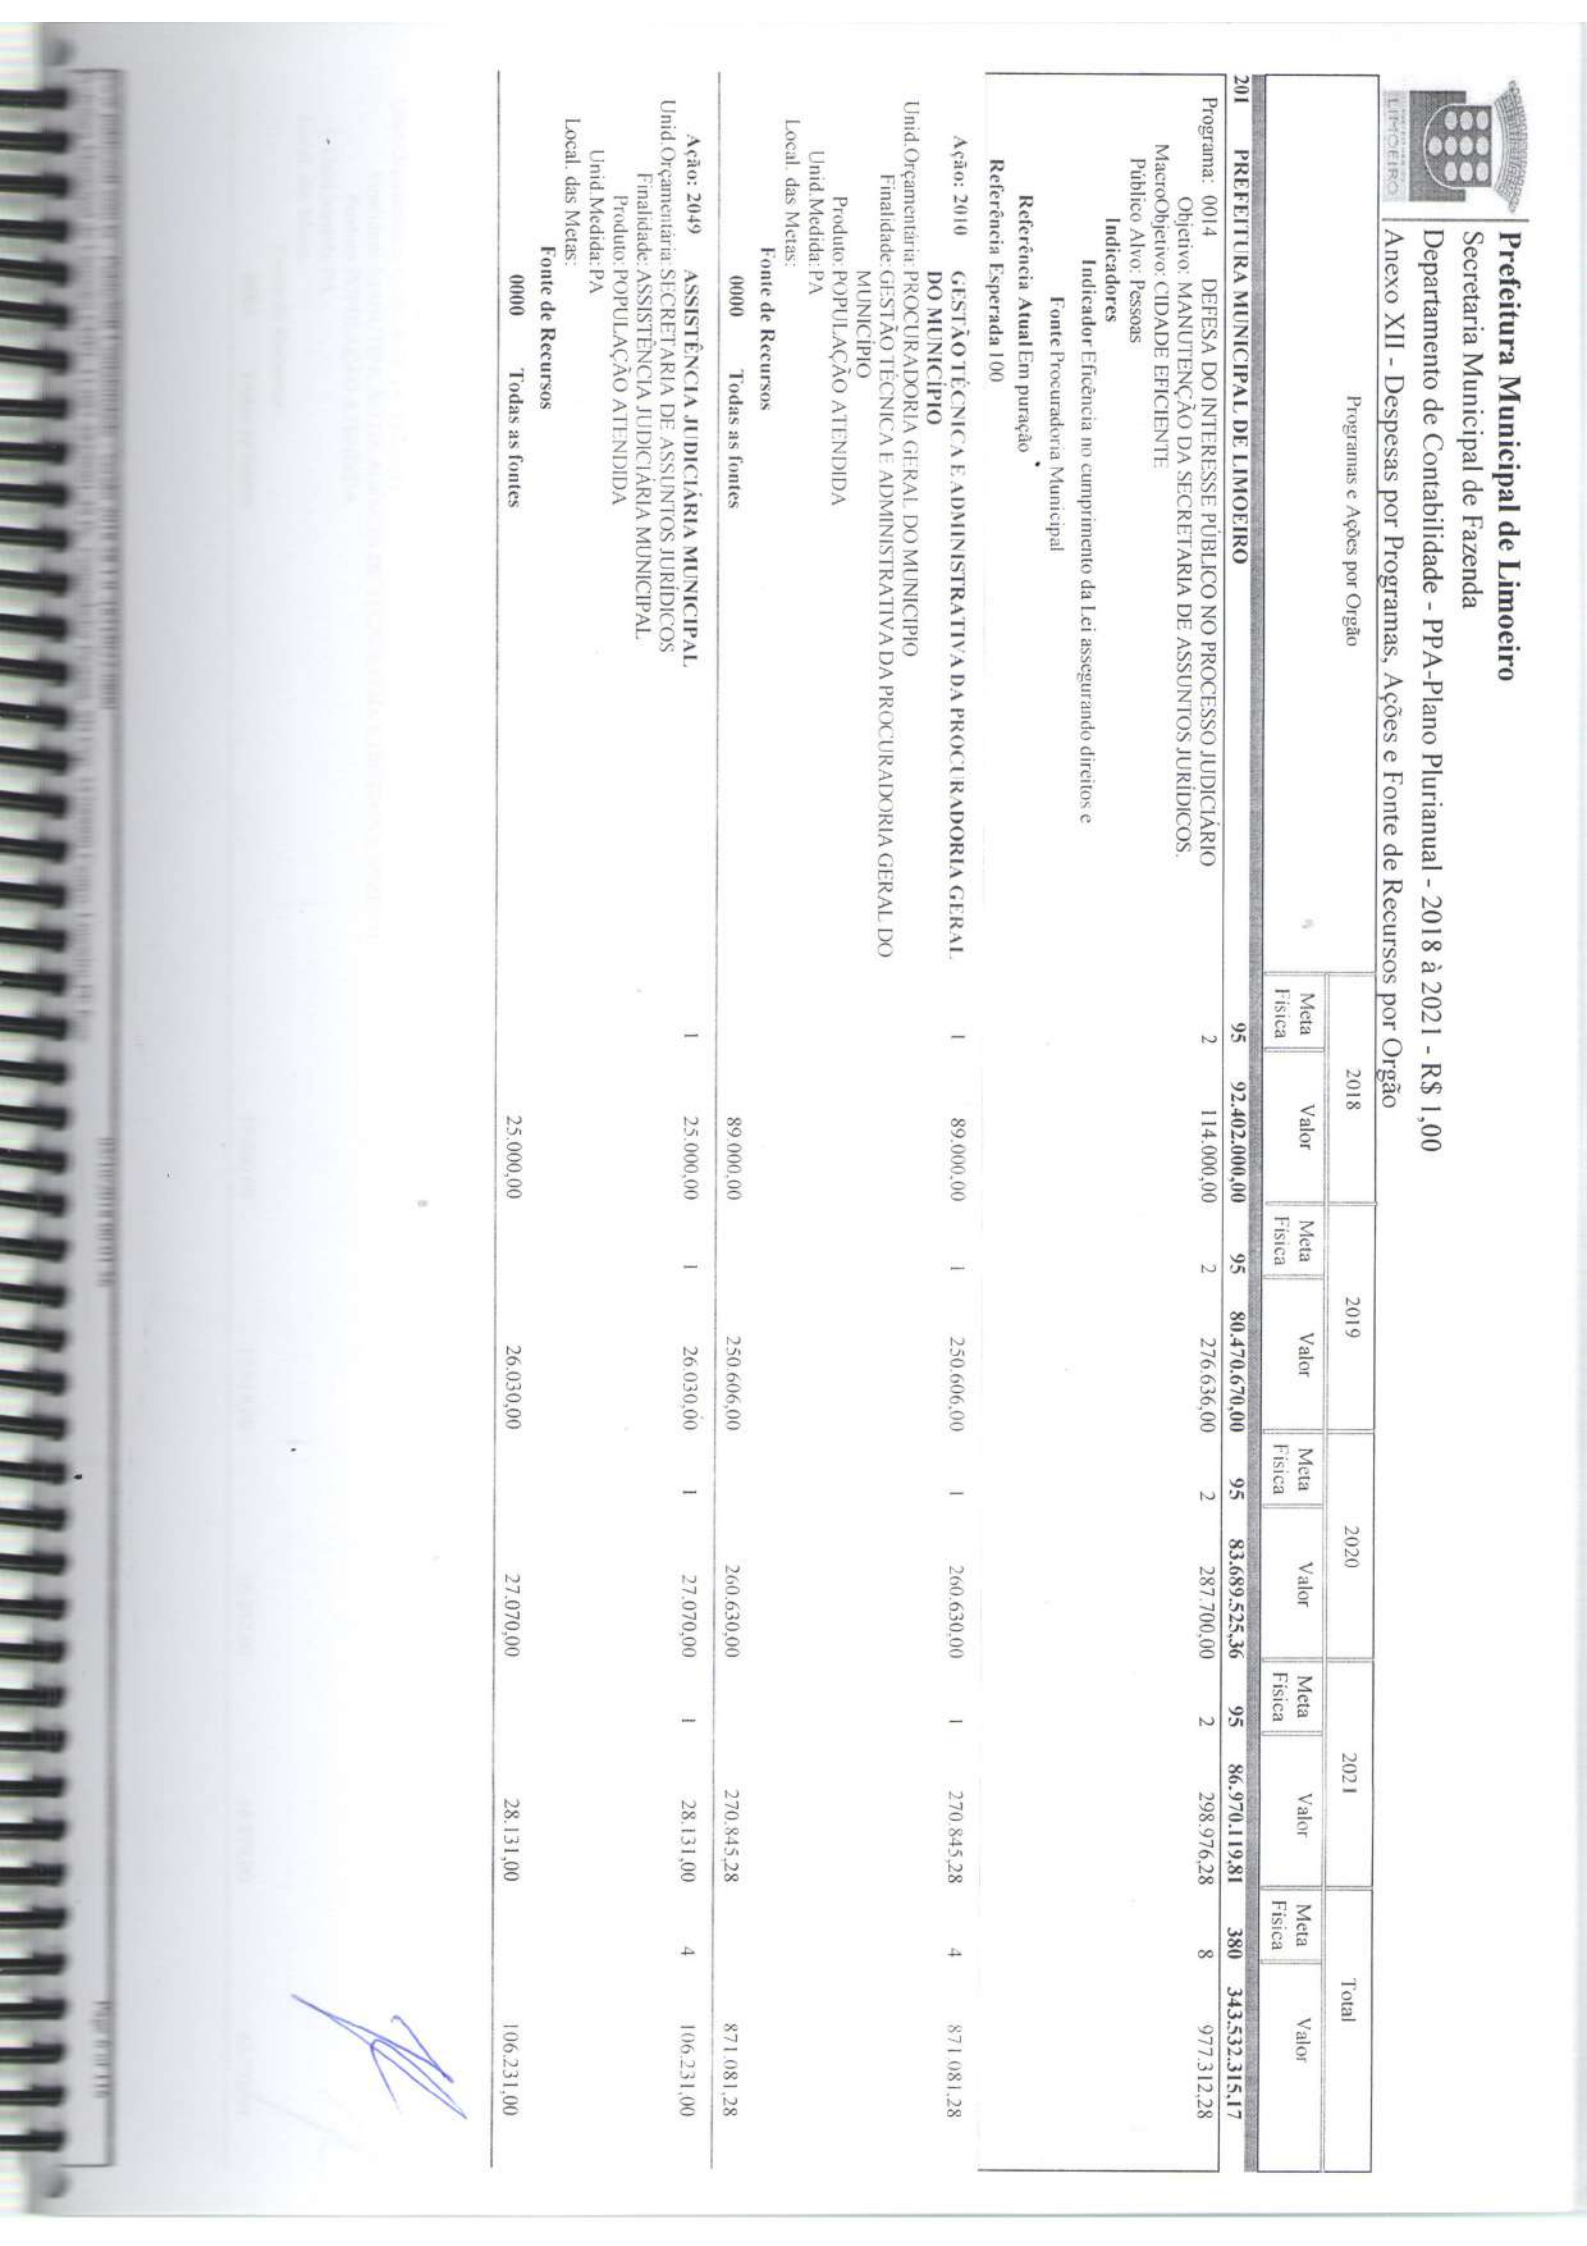 Prefeitura Municipal de Limoeiro
Secretaria Municipal de Fazenda
Departamento de Contabilidade - PPA-Plano Plurianual - 2018 à 2021 - R$ 1,00
Anexo XII - Despesas por Programas, Ações e Fonte de Recursos por Orgão
LIMOEIRO
Programas e Ações por Orgão 2018 2019 2020 2021 Total
Meta Física Valor Meta Física Valor Meta Física Valor Meta Física Valor Meta Física Valor
201 PREFEITURA MUNICIPAL DE LIMOEIRO 95 92.402.000,00 95 80.470.670,00 95 83.689.525,36 95 86.970.119,81 380 343.532.315,17
Programa: 0014 DEFESA DO INTERESSE PÚBLICO NO PROCESSO JUDICIÁRIO 2 114.000,00 2 276.636,00 2 287.700,00 2 298.976,28 8 977.312,28
Objetivo: MANUTENÇÃO DA SECRETARIA DE ASSUNTOS JURÍDICOS.
MacroObjetivo: CIDADE EFICIENTE
Público Alvo: Pessoas
Indicadores
Indicador Eficência no cumprimento da Lei assegurando direitos e
Fonte Procuradoria Municipal
Referência Atual Em puração
Referência Esperada 100
Ação: 2010 GESTÃO TÉCNICA E ADMINISTRATIVA DA PROCURADORIA GERAL 1 89.000,00 1 250.606,00 1 260.630,00 1 270.845,28 4 871.081,28
DO MUNICÍPIO
Unid.Orçamentária: PROCURADORIA GERAL DO MUNICIPIO
Finalidade: GESTÃO TÉCNICA E ADMINISTRATIVA DA PROCURADORIA GERAL DO
MUNICÍPIO
Produto: POPULAÇÃO ATENDIDA
Unid.Medida: PA
Local. das Metas:
Fonte de Recursos
0000 Todas as fontes 89.000,00 250.606,00 260.630,00 270.845,28 871.081,28
Ação: 2049 ASSISTÊNCIA JUDICIÁRIA MUNICIPAL 1 25.000,00 1 26.030,00 1 27.070,00 1 28.131,00 4 106.231,00
Unid.Orçamentária: SECRETARIA DE ASSUNTOS JURÍDICOS
Finalidade: ASSISTÊNCIA JUDICIÁRIA MUNICIPAL
Produto: POPULAÇÃO ATENDIDA
Unid.Medida: PA
Local. das Metas:
Fonte de Recursos
0000 Todas as fontes 25.000,00 26.030,00 27.070,00 28.131,00 106.231,00